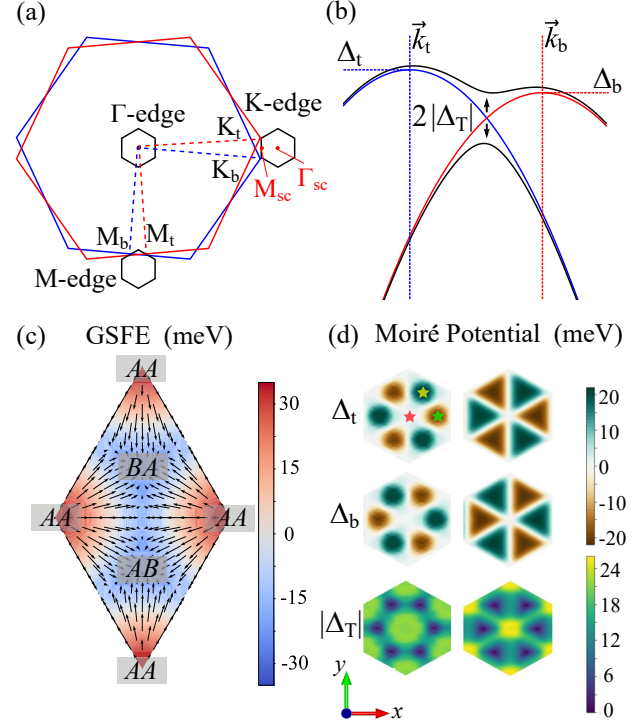 (a)
Γ-edge
K-edge
K_t
K_b
M_sc
Γ_sc
M_b
M_t
M-edge
(b)
k⃗_t
k⃗_b
Δ_t
Δ_b
2 |Δ_T|
(c) GSFE (meV)
AA
BA
AA
AA
AB
AA
30
15
0
-15
-30
(d) Moiré Potential (meV)
Δ_t
Δ_b
|Δ_T|
20
10
0
-10
-20
24
18
12
6
0
y
x